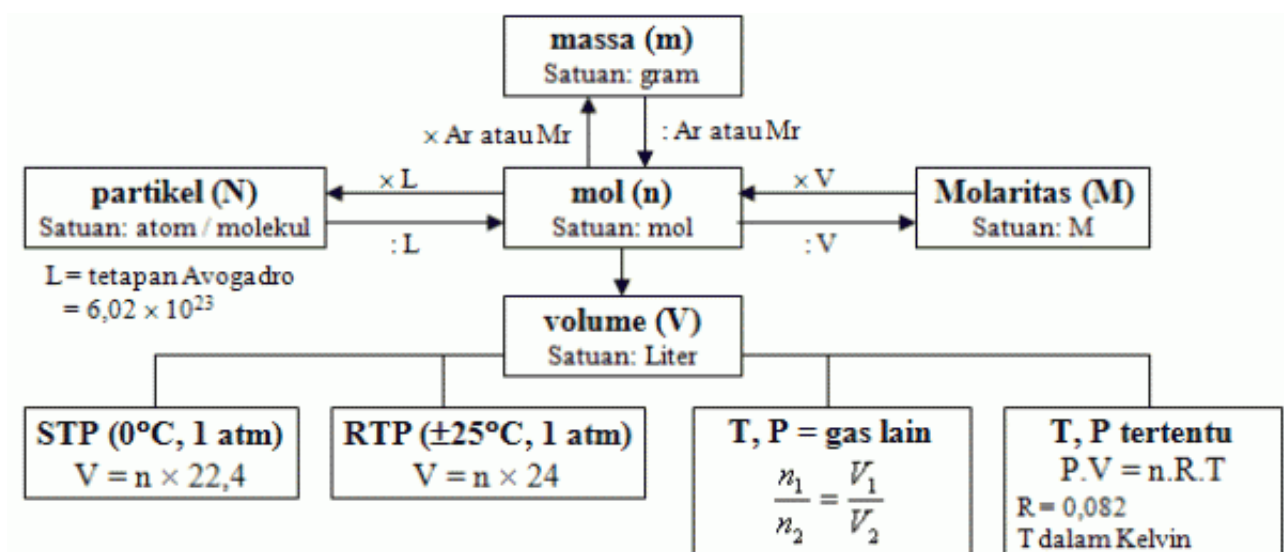 massa (m)
Satuan: gram
× Ar atau Mr
: Ar atau Mr
partikel (N)
Satuan: atom / molekul
× L
: L
mol (n)
Satuan: mol
× V
: V
Molaritas (M)
Satuan: M
L = tetapan Avogadro
= 6,02 × 10²³
volume (V)
Satuan: Liter
STP (0°C, 1 atm)
V = n × 22,4
RTP (±25°C, 1 atm)
V = n × 24
T, P = gas lain
n₁/n₂ = V₁/V₂
T, P tertentu
P.V = n.R.T
R = 0,082
T dalam Kelvin